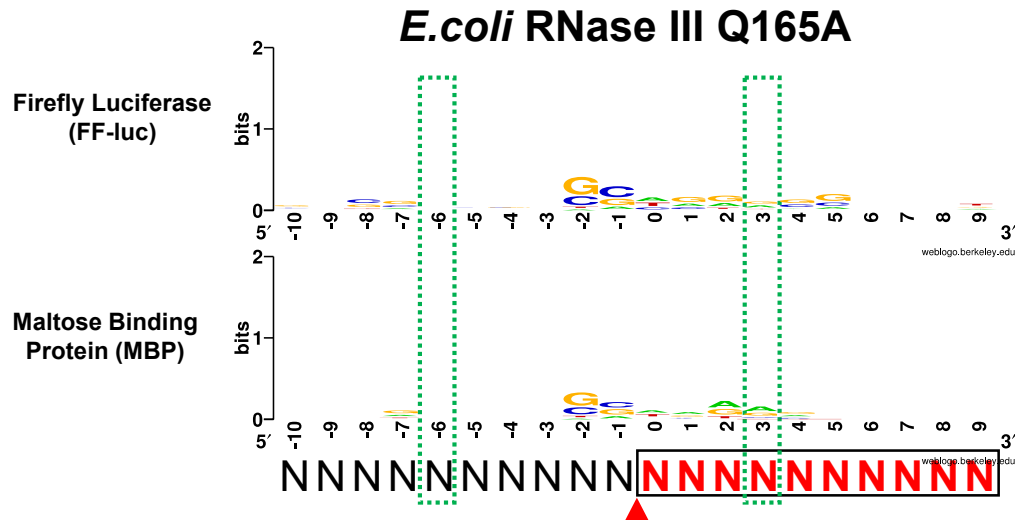 E.coli RNase III Q165A
Firefly Luciferase
(FF-luc)
bits
2
1
0
5′ -10 -9 -8 -7 -6 -5 -4 -3 -2 -1 0 1 2 3 4 5 6 7 8 9 3′
weblogo.berkeley.edu
Maltose Binding
Protein (MBP)
bits
2
1
0
5′ -10 -9 -8 -7 -6 -5 -4 -3 -2 -1 0 1 2 3 4 5 6 7 8 9 3′
weblogo.berkeley.edu
NNNNNNNNNNNNNNNNNNNN